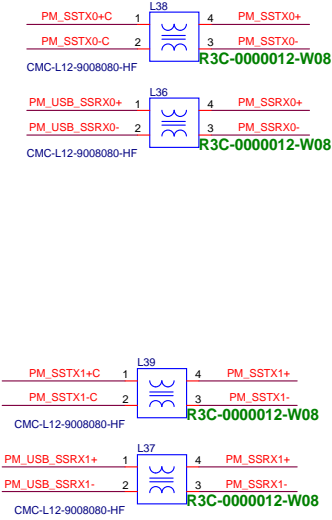 L38
PM_SSTX0+C 1 4 PM_SSTX0+
PM_SSTX0-C 2 3 PM_SSTX0-
R3C-0000012-W08
CMC-L12-9008080-HF
L36
PM_USB_SSRX0+ 1 4 PM_SSRX0+
PM_USB_SSRX0- 2 3 PM_SSRX0-
R3C-0000012-W08
CMC-L12-9008080-HF
L39
PM_SSTX1+C 1 4 PM_SSTX1+
PM_SSTX1-C 2 3 PM_SSTX1-
R3C-0000012-W08
CMC-L12-9008080-HF
L37
PM_USB_SSRX1+ 1 4 PM_SSRX1+
PM_USB_SSRX1- 2 3 PM_SSRX1-
R3C-0000012-W08
CMC-L12-9008080-HF